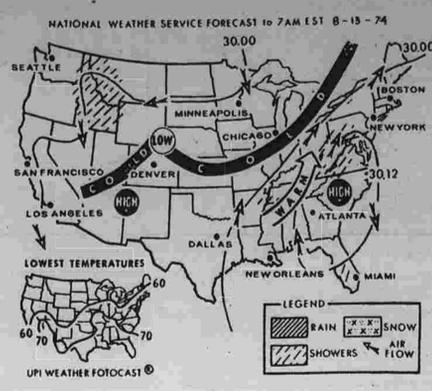 NATIONAL WEATHER SERVICE FORECAST to 7AM EST 8-13-74
30.00
30.00
SEATTLE
BOSTON
MINNEAPOLIS
NEW YORK
CHICAGO
COLD
LOW
SAN FRANCISCO
DENVER
COLD
30.12
WARM
HIGH
HIGH
LOS ANGELES
ATLANTA
DALLAS
LOWEST TEMPERATURES
NEW ORLEANS
MIAMI
60
LEGEND
RAIN
SNOW
60
70
70
SHOWERS
AIR FLOW
UPI WEATHER FOTOCAST ®